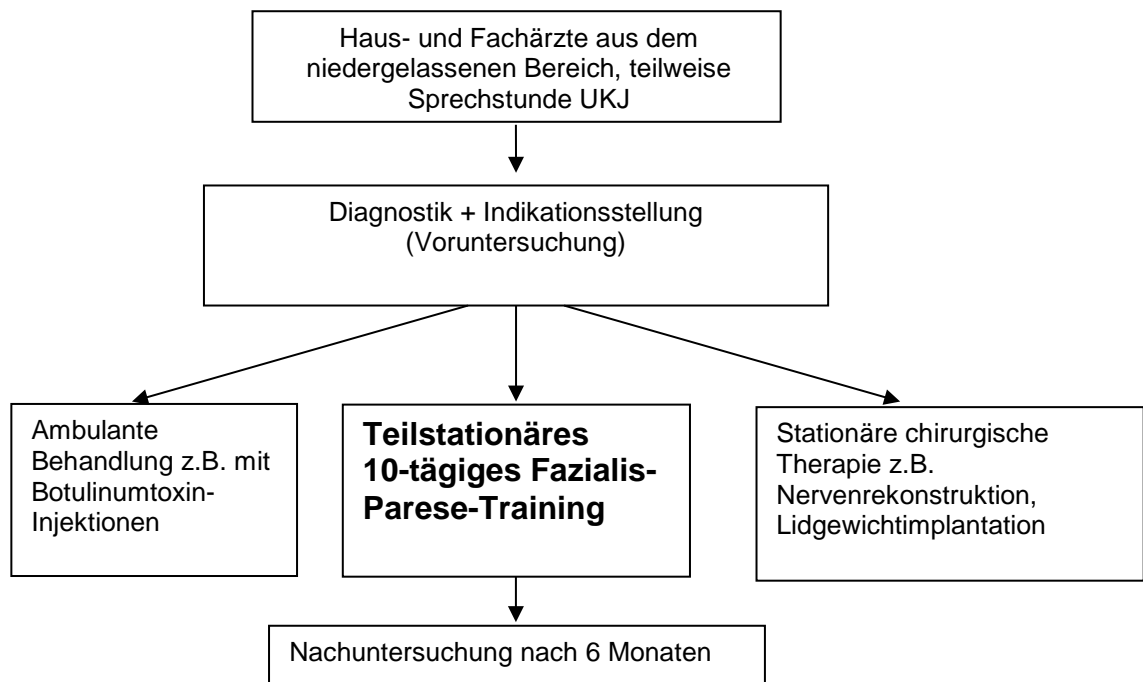 Haus- und Fachärzte aus dem
niedergelassenen Bereich, teilweise
Sprechstunde UKJ
Diagnostik + Indikationsstellung
(Voruntersuchung)
Ambulante
Behandlung z.B. mit
Botulinumtoxin-
Injektionen
Teilstationäres
10-tägiges Fazialis-
Parese-Training
Stationäre chirurgische
Therapie z.B.
Nervenrekonstruktion,
Lidgewichtimplantation
Nachuntersuchung nach 6 Monaten